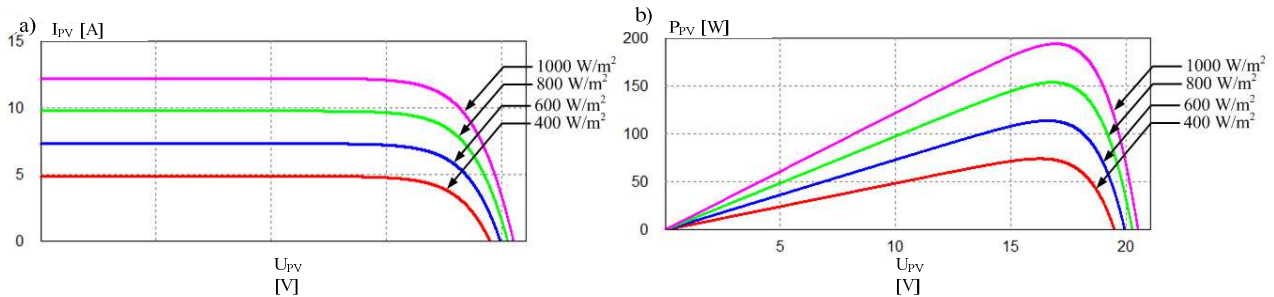 a)
I_PV [A]
15
10
5
0
1000 W/m²
800 W/m²
600 W/m²
400 W/m²
U_PV
[V]
b)
P_PV [W]
200
150
100
50
0
1000 W/m²
800 W/m²
600 W/m²
400 W/m²
5
10
15
20
U_PV
[V]